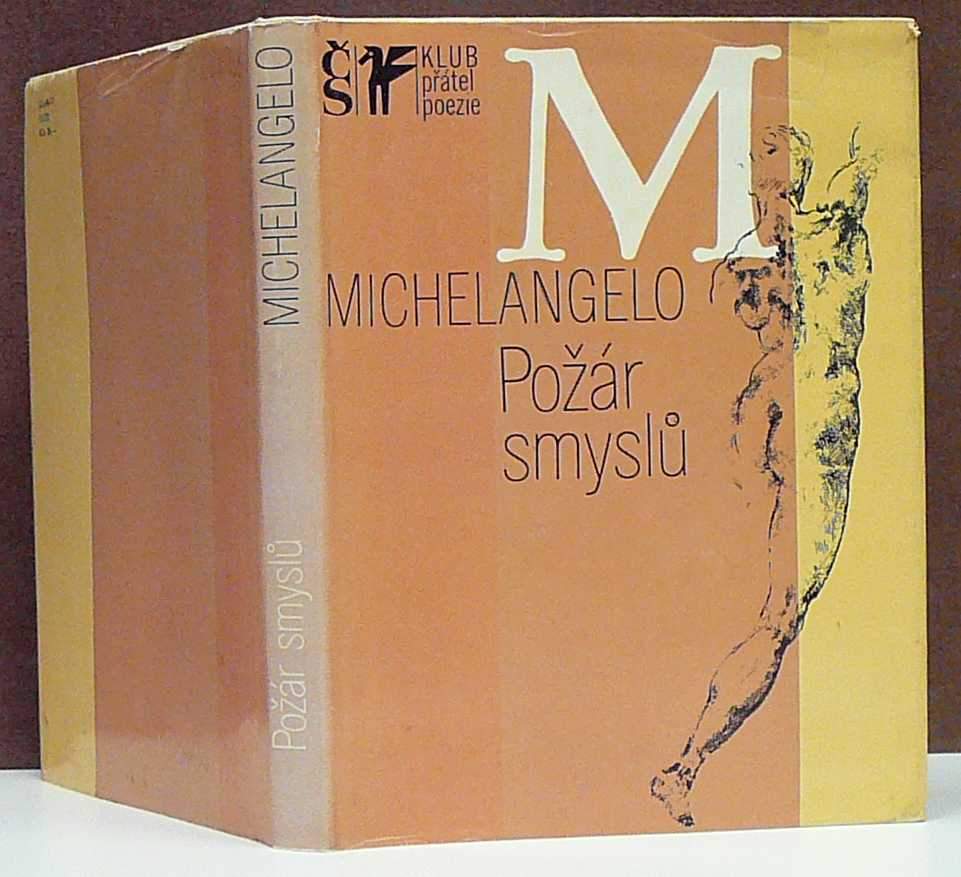 ČS
KLUB
přátel
poezie
M
MICHELANGELO
Požár
smyslů
MICHELANGELO
Požár smyslů